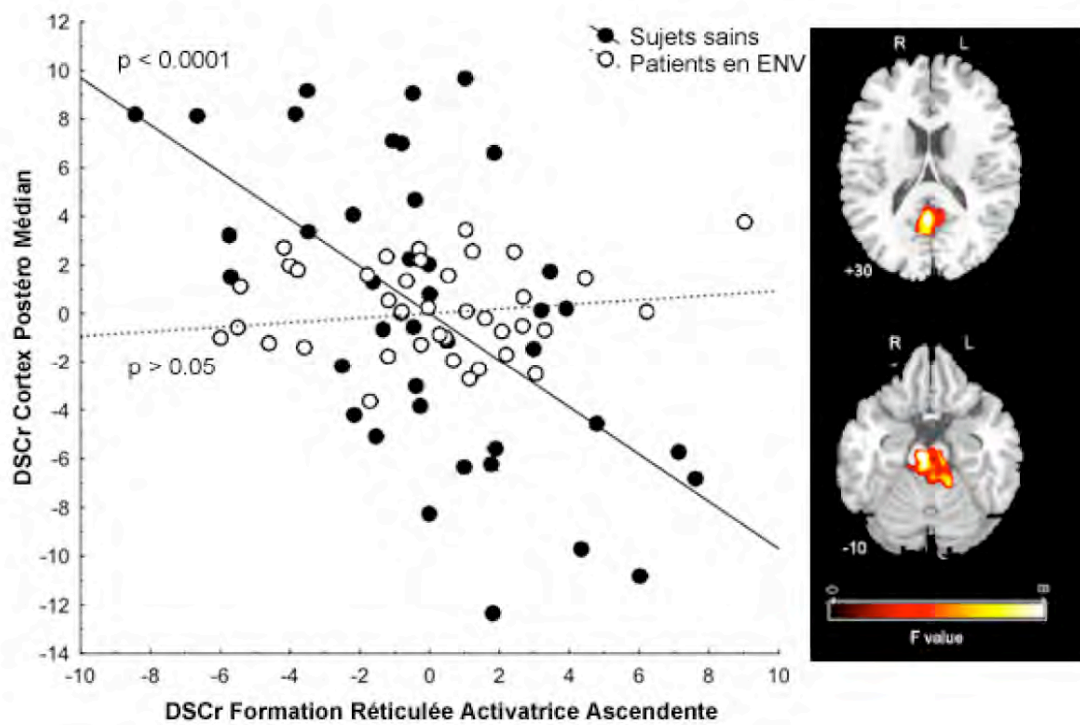 12
10
8
6
4
2
0
-2
-4
-6
-8
-10
-12
-14
DSCr Cortex Postéro Médian
p < 0.0001
p > 0.05
Sujets sains
Patients en ENV
-10 -8 -6 -4 -2 0 2 4 6 8 10
DSCr Formation Réticulée Activatrice Ascendente
R L
+30
R L
-10
0 8
F value